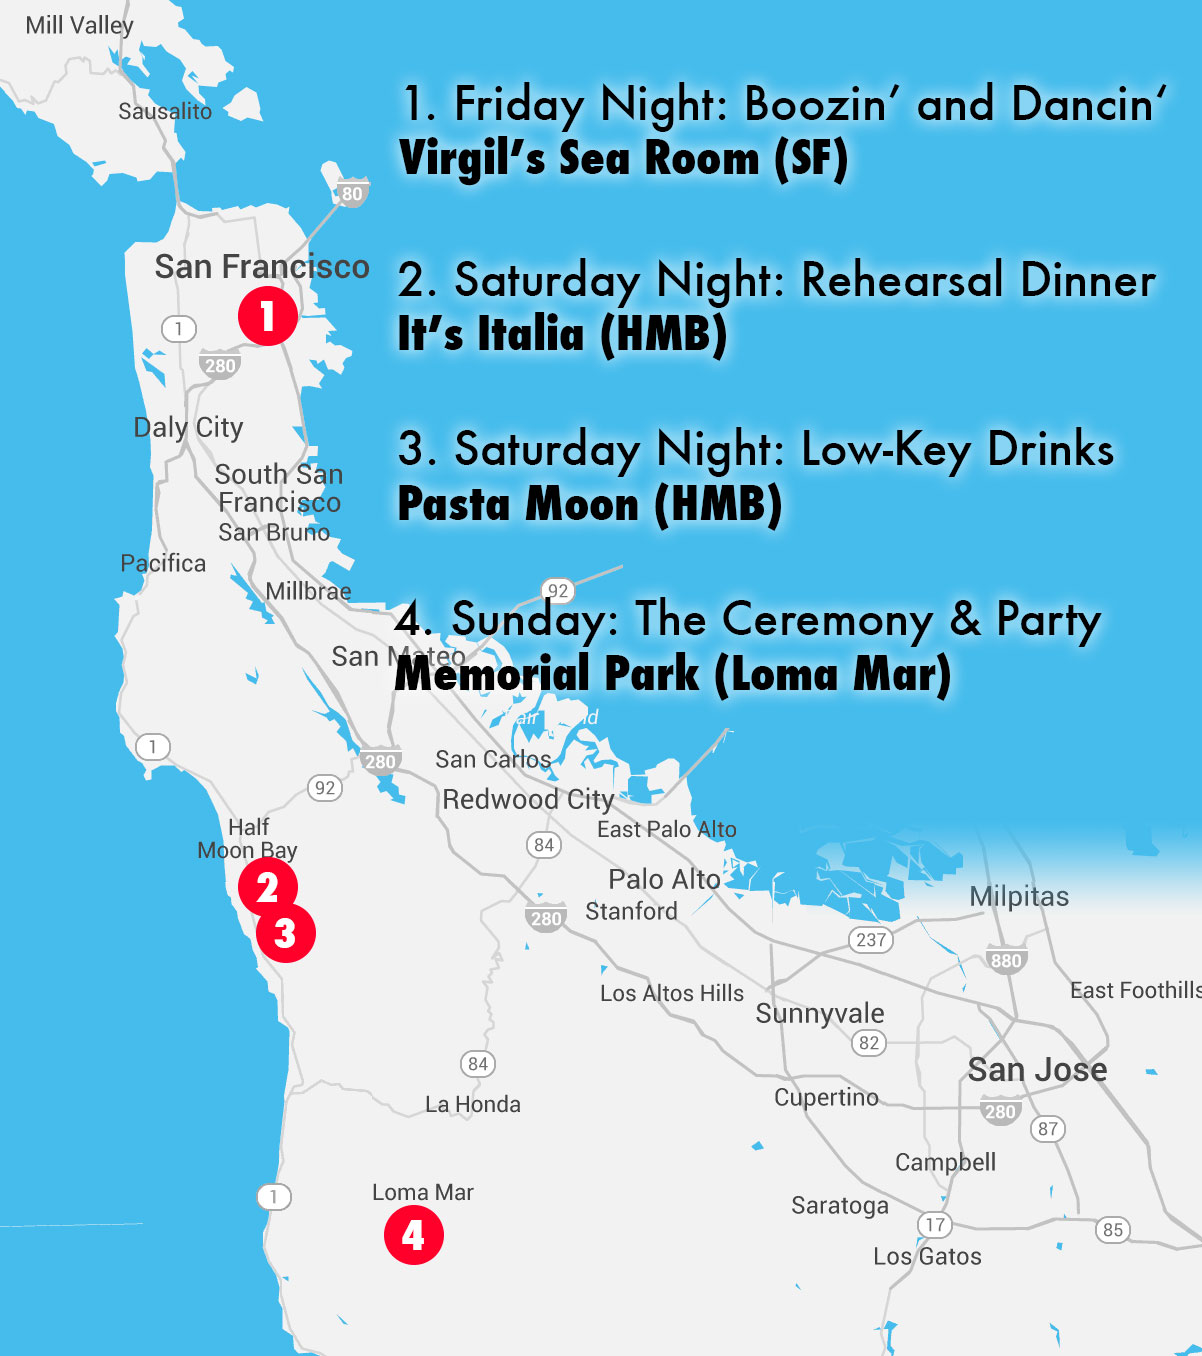 Mill Valley
Sausalito
1. Friday Night: Boozin’ and Dancin‘
Virgil’s Sea Room (SF)
80
San Francisco
1
1
280
2. Saturday Night: Rehearsal Dinner
It’s Italia (HMB)
Daly City
South San
Francisco
San Bruno
Pacifica
Millbrae
3. Saturday Night: Low-Key Drinks
Pasta Moon (HMB)
92
4. Sunday: The Ceremony & Party
San Mateo
Memorial Park (Loma Mar)
1
280
San Carlos
92
Redwood City
Half
Moon Bay
East Palo Alto
84
2
3
Palo Alto
Stanford
280
Milpitas
237
880
East Foothills
Los Altos Hills
Sunnyvale
82
84
San Jose
La Honda
Cupertino
280
87
Campbell
Loma Mar
1
4
Saratoga
17
85
Los Gatos